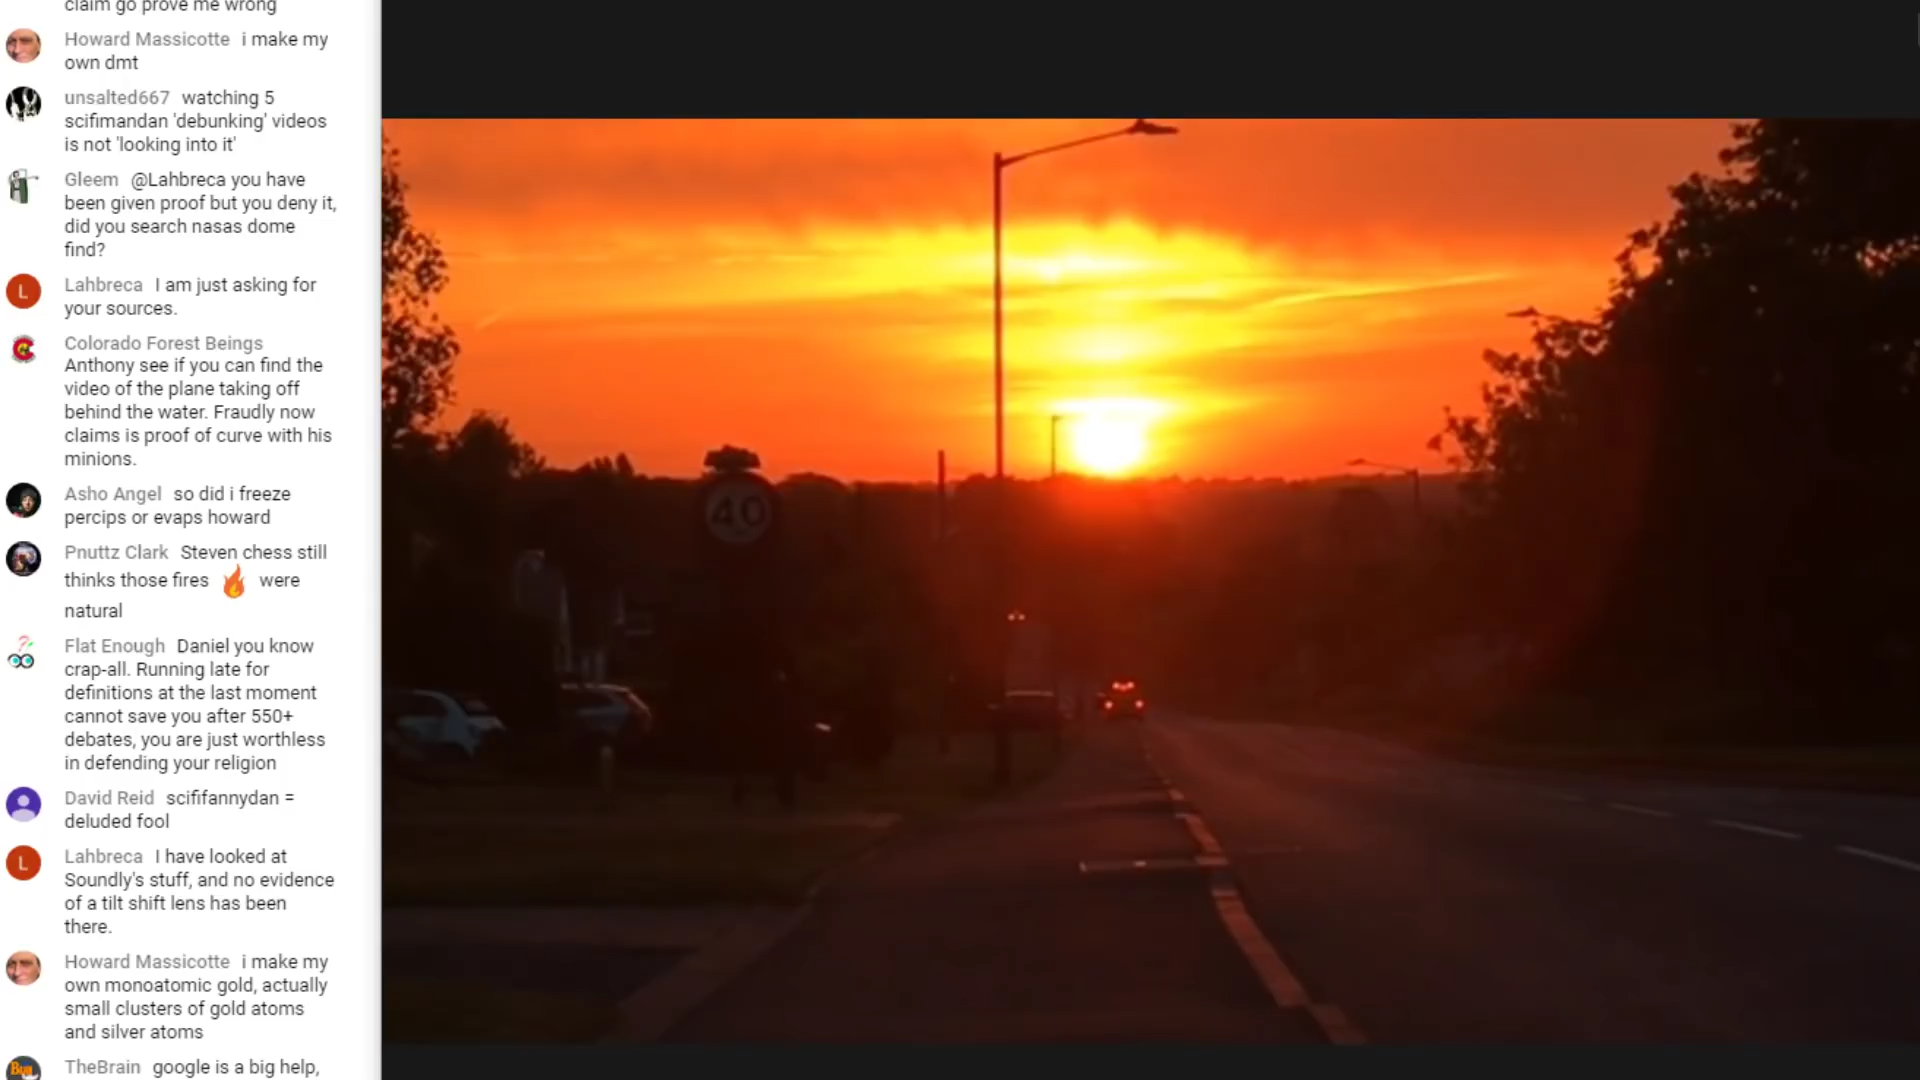 claim go prove me wrong
Howard Massicotte i make my
own dmt
unsalted667 watching 5
scifimandan 'debunking' videos
is not 'looking into it'
Gleem @Lahbreca you have
been given proof but you deny it,
did you search nasas dome
find?
L
Lahbreca I am just asking for
your sources.
Colorado Forest Beings
Anthony see if you can find the
video of the plane taking off
behind the water. Fraudly now
claims is proof of curve with his
minions.
Asho Angel so did i freeze
percips or evaps howard
Pnuttz Clark Steven chess still
thinks those fires 🔥 were
natural
Flat Enough Daniel you know
crap-all. Running late for
definitions at the last moment
cannot save you after 550+
debates, you are just worthless
in defending your religion
David Reid scififannydan =
deluded fool
L
Lahbreca I have looked at
Soundly's stuff, and no evidence
of a tilt shift lens has been
there.
Howard Massicotte i make my
own monoatomic gold, actually
small clusters of gold atoms
and silver atoms
TheBrain google is a big help,
40